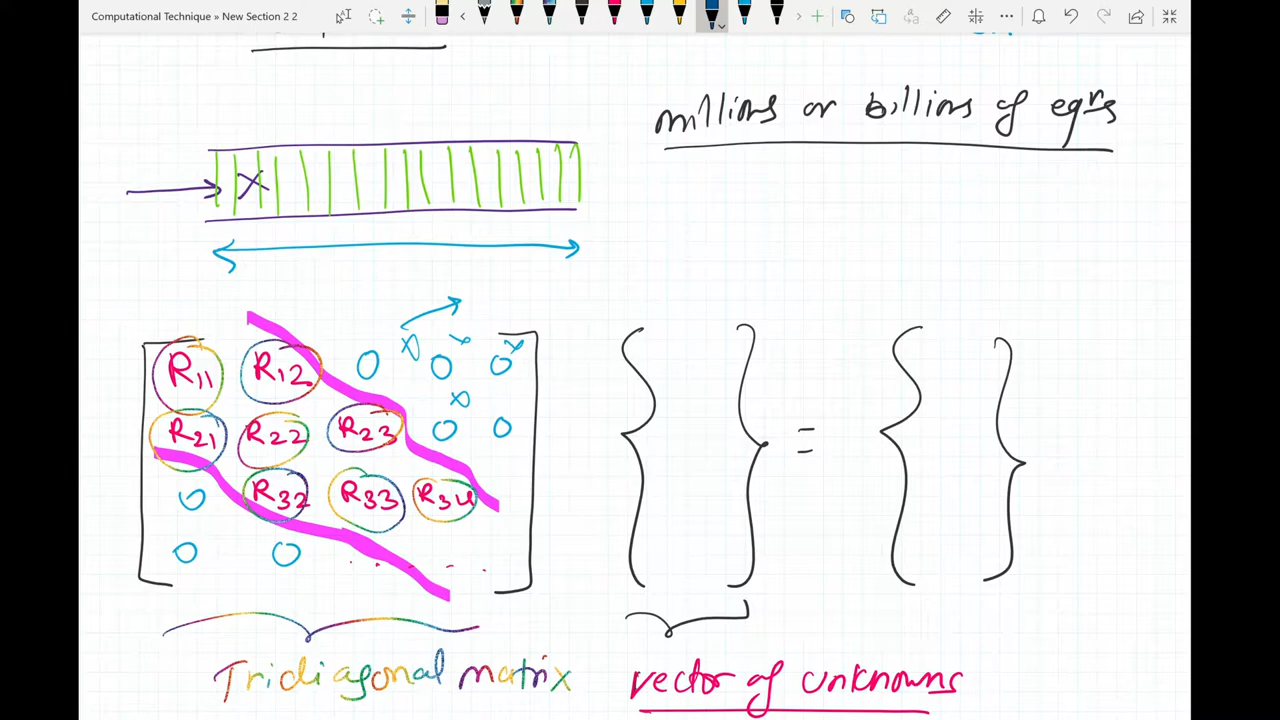 Computational Technique » New Section 2 2
millions or billions of eqns
R11 R12 0 0 0
R21 R22 R23 0 0
0 R32 R33 R34
0 0 . . . .
=
Tridiagonal matrix
vector of unknowns